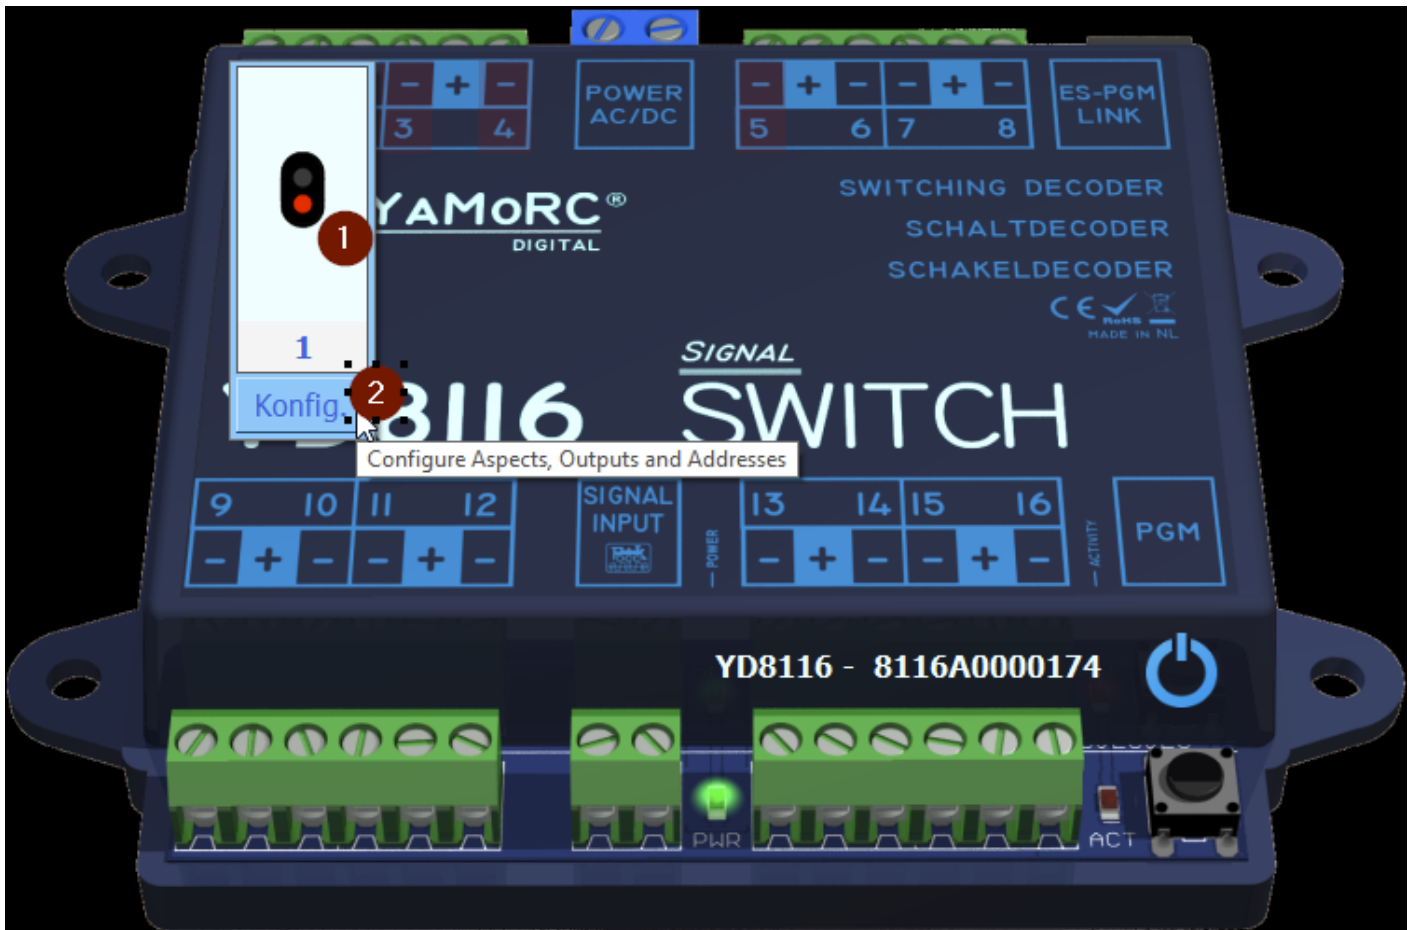 - + -
3 4
POWER
AC/DC
- + - - + -
5 6 7 8
ES-PGM
LINK
YAMORC®
DIGITAL
SWITCHING DECODER
SCHALTDECODER
SCHAKELDECODER
CE RoHS
MADE IN NL
1
1
Konfig.
2
SIGNAL
8116 SWITCH
Configure Aspects, Outputs and Addresses
9 10 11 12
- + - - + -
SIGNAL
INPUT
POWER
13 14 15 16
- + - - + -
ACTIVITY
PGM
YD8116 - 8116A0000174
PWR
ACT